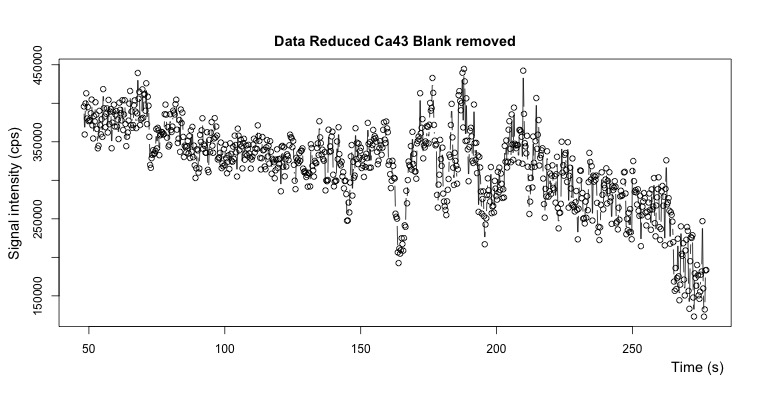 Data Reduced Ca43 Blank removed
Signal intensity (cps)
450000
350000
250000
150000
50 100 150 200 250
Time (s)